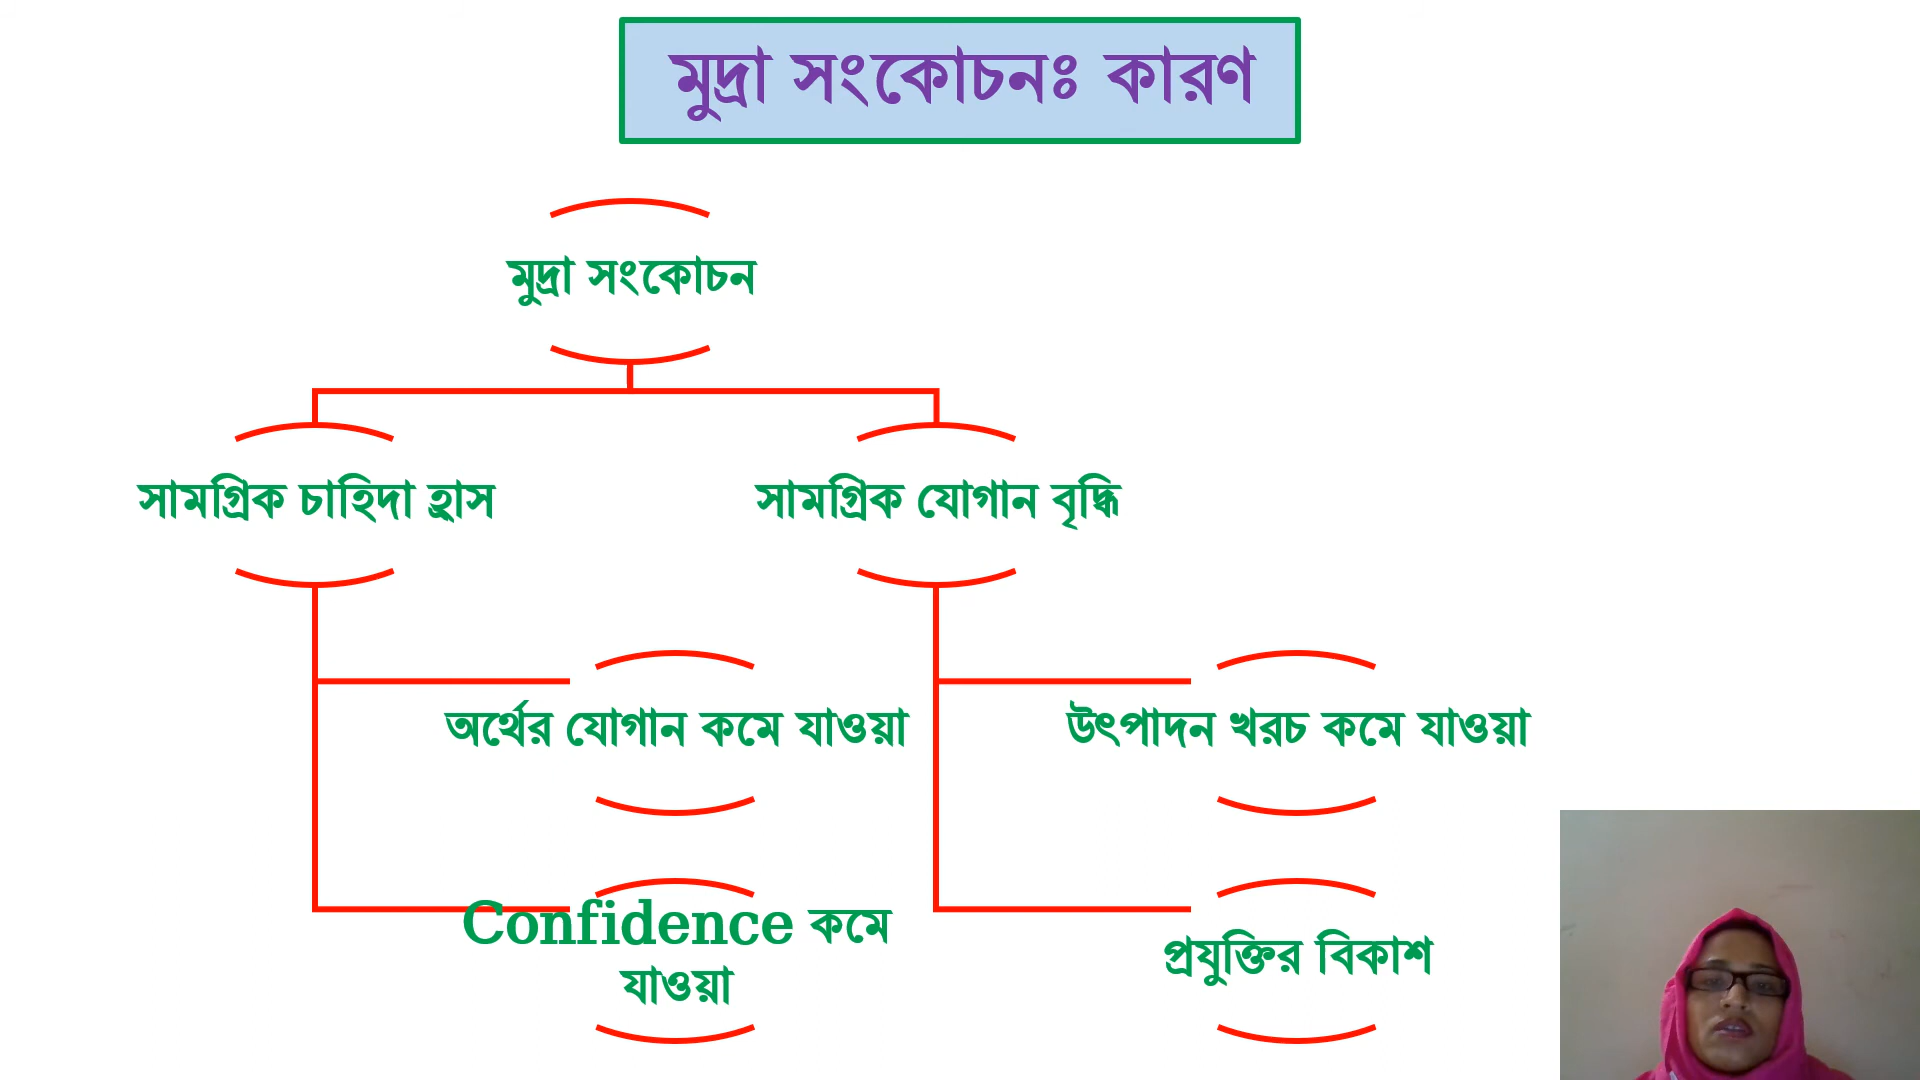 মুদ্রা সংকোচনঃ কারণ
মুদ্রা সংকোচন
সামগ্রিক চাহিদা হ্রাস
সামগ্রিক যোগান বৃদ্ধি
অর্থের যোগান কমে যাওয়া
উৎপাদন খরচ কমে যাওয়া
Confidence কমে
যাওয়া
প্রযুক্তির বিকাশ